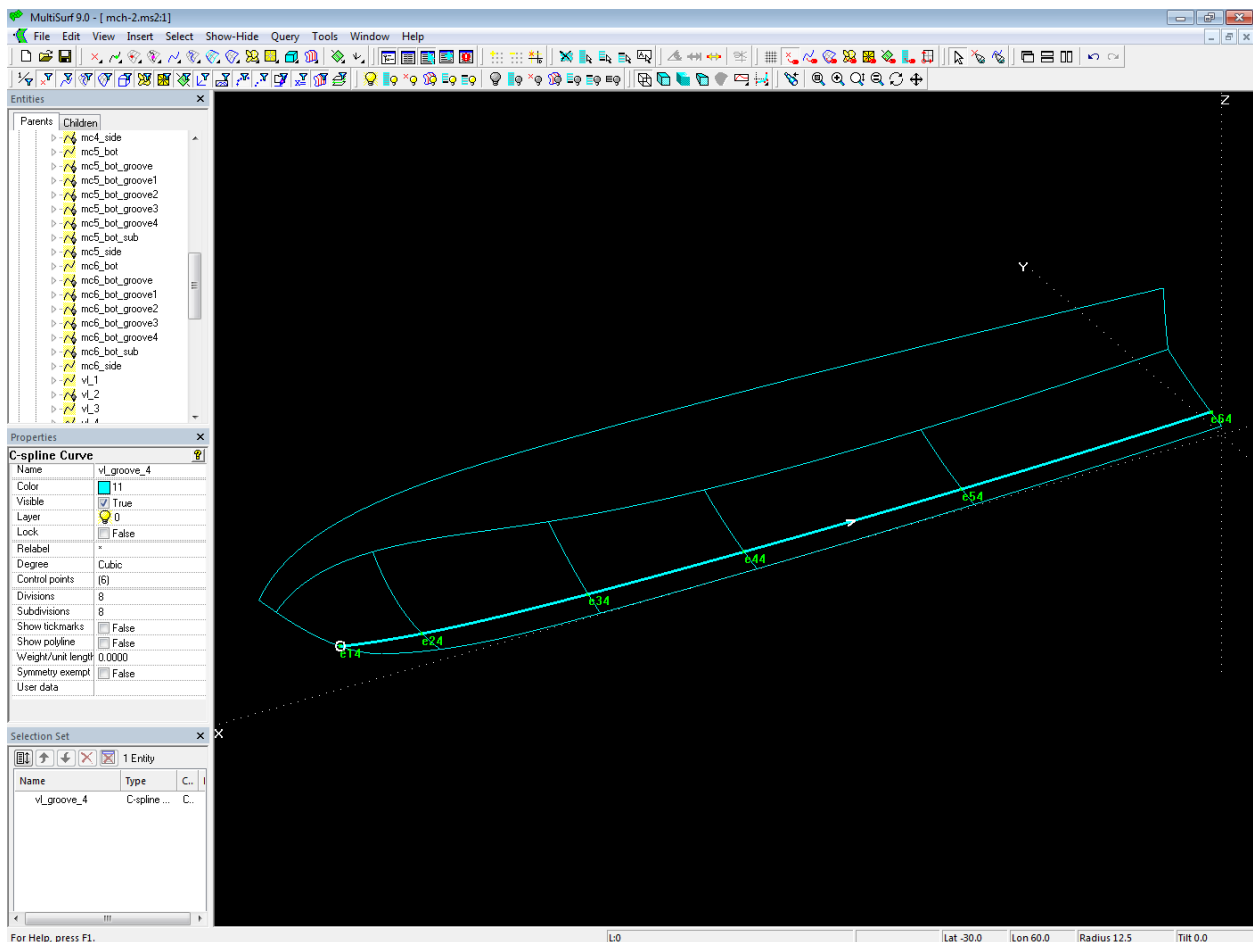 MultiSurf 9.0 - [ mch-2.ms2:1]
File Edit View Insert Select Show-Hide Query Tools Window Help
Entities
Parents Children
mc4_side
mc5_bot
mc5_bot_groove
mc5_bot_groove1
mc5_bot_groove2
mc5_bot_groove3
mc5_bot_groove4
mc5_bot_sub
mc5_side
mc6_bot
mc6_bot_groove
mc6_bot_groove1
mc6_bot_groove2
mc6_bot_groove3
mc6_bot_groove4
mc6_bot_sub
mc6_side
vl_1
vl_2
vl_3
Properties
C-spline Curve
Name vl_groove_4
Color 11
Visible True
Layer 0
Lock False
Relabel *
Degree Cubic
Control points (6)
Divisions 8
Subdivisions 8
Show tickmarks False
Show polyline False
Weight/unit length 0.0000
Symmetry exempt False
User data
Selection Set
1 Entity
Name Type C..
vl_groove_4 C-spline ... C..
Z
Y
X
e64
e54
e44
e34
e24
e14
For Help, press F1.
L:0
Lat -30.0 Lon 60.0 Radius 12.5 Tilt 0.0